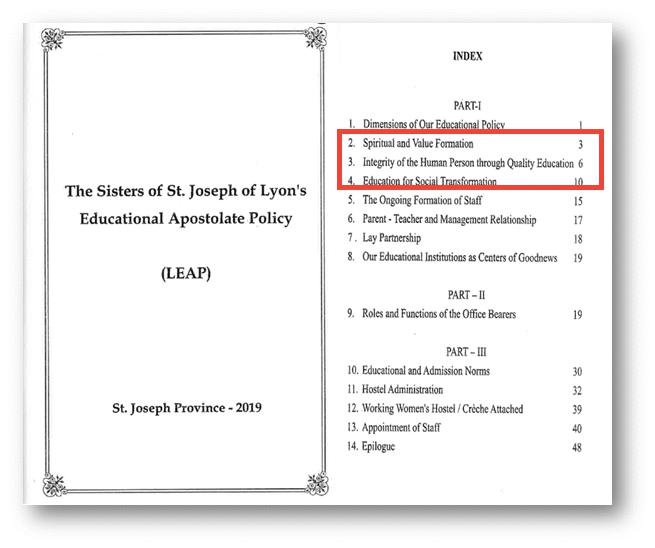 The Sisters of St. Joseph of Lyon's
Educational Apostolate Policy
(LEAP)
St. Joseph Province - 2019
INDEX
PART-I
1. Dimensions of Our Educational Policy 1
2. Spiritual and Value Formation 3
3. Integrity of the Human Person through Quality Education 6
4. Education for Social Transformation 10
5. The Ongoing Formation of Staff 15
6. Parent - Teacher and Management Relationship 17
7. Lay Partnership 18
8. Our Educational Institutions as Centers of Goodnews 19
PART – II
9. Roles and Functions of the Office Bearers 19
PART – III
10. Educational and Admission Norms 30
11. Hostel Administration 32
12. Working Women's Hostel / Crèche Attached 39
13. Appointment of Staff 40
14. Epilogue 48